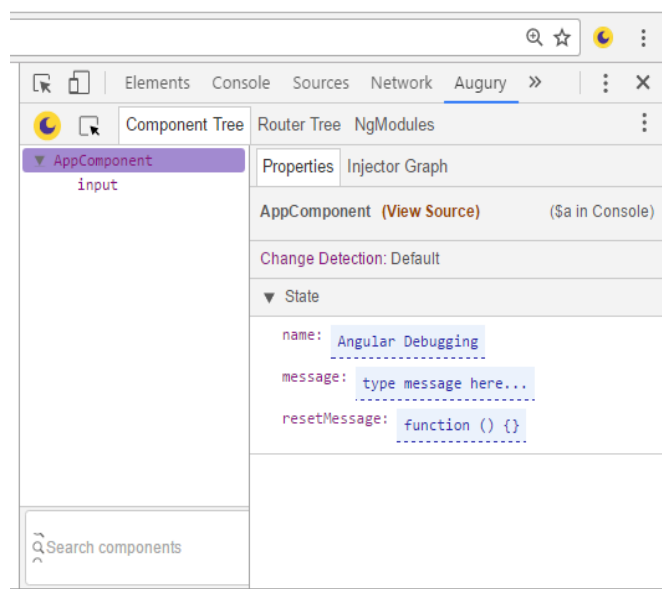 Elements Console Sources Network Augury »
Component Tree Router Tree NgModules
▼ AppComponent
input
Properties Injector Graph
AppComponent (View Source) ($a in Console)
Change Detection: Default
▼ State
name: Angular Debugging
message: type message here...
resetMessage: function () {}
Search components